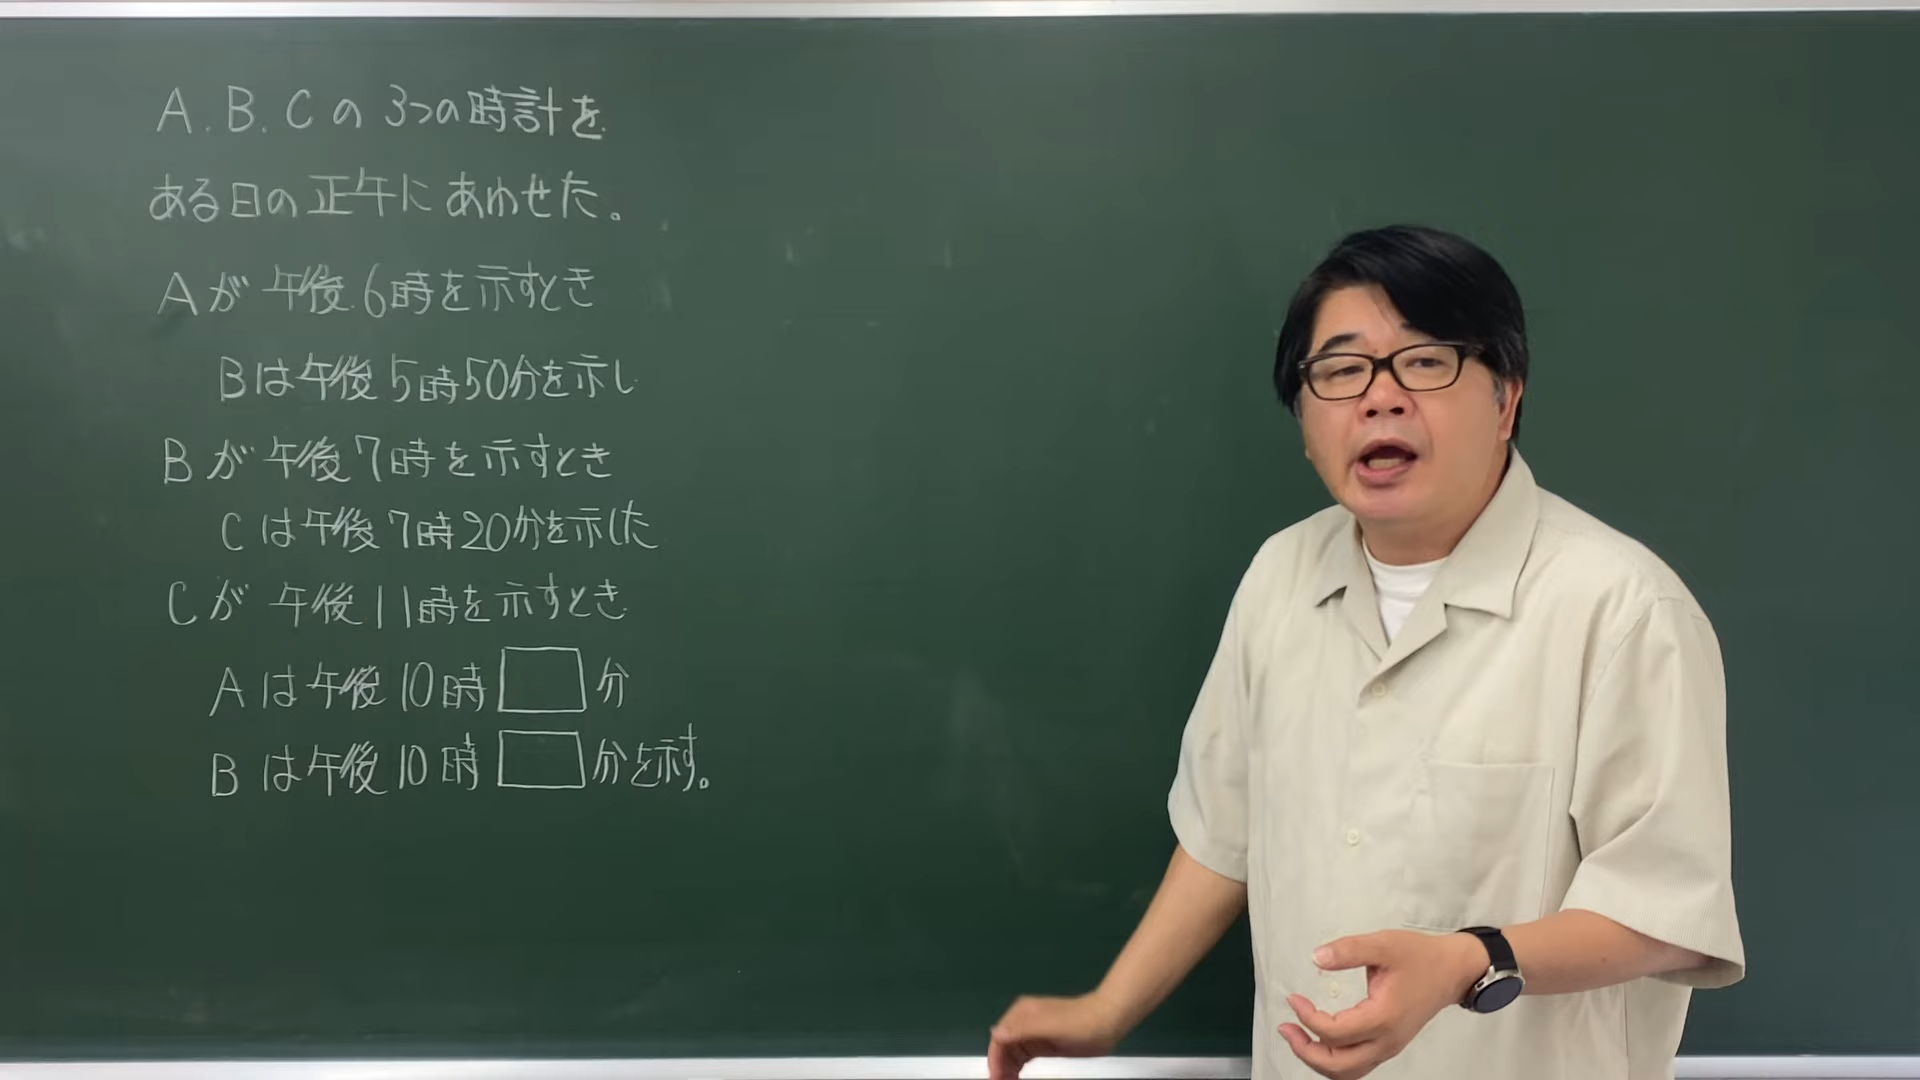 A.B.Cの3つの時計を
ある日の正午にあわせた。
Aが午後6時を示すとき
Bは午後5時50分を示し
Bが午後7時を示すとき
Cは午後7時20分を示した
Cが午後11時を示すとき
Aは午後10時□分
Bは午後10時□分を示す。